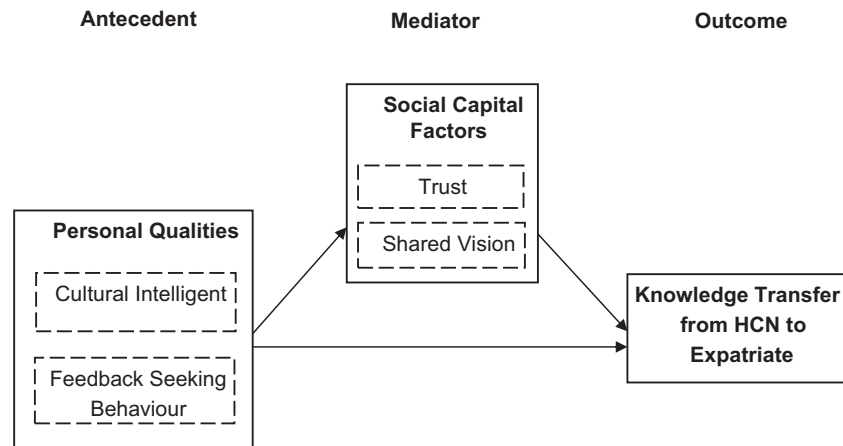 Antecedent
Mediator
Outcome
Social Capital
Factors
Trust
Shared Vision
Personal Qualities
Cultural Intelligent
Feedback Seeking
Behaviour
Knowledge Transfer
from HCN to
Expatriate